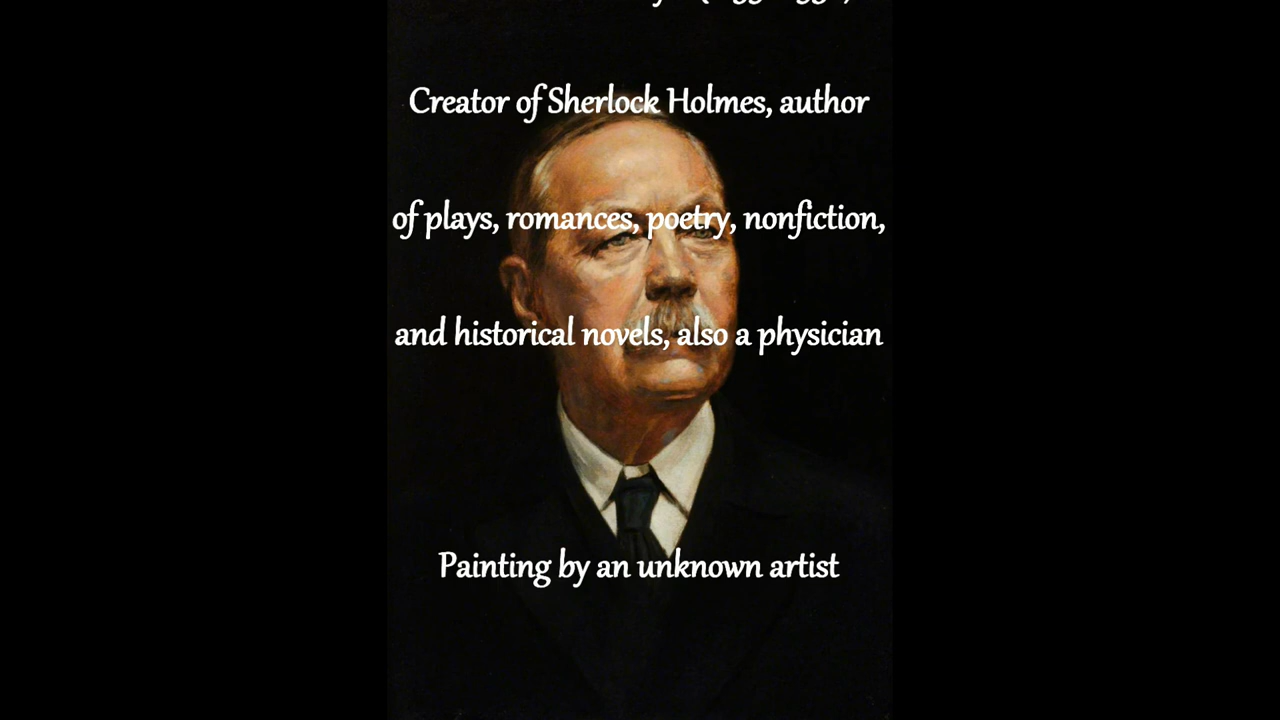 Creator of Sherlock Holmes, author
of plays, romances, poetry, nonfiction,
and historical novels, also a physician
Painting by an unknown artist